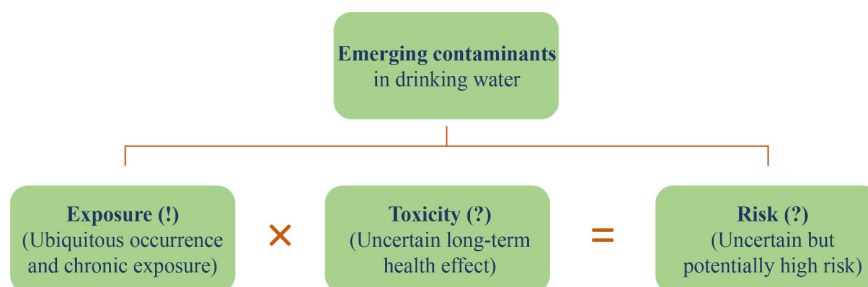 Emerging contaminants
in drinking water
Exposure (!)
(Ubiquitous occurrence
and chronic exposure)
×
Toxicity (?)
(Uncertain long-term
health effect)
=
Risk (?)
(Uncertain but
potentially high risk)